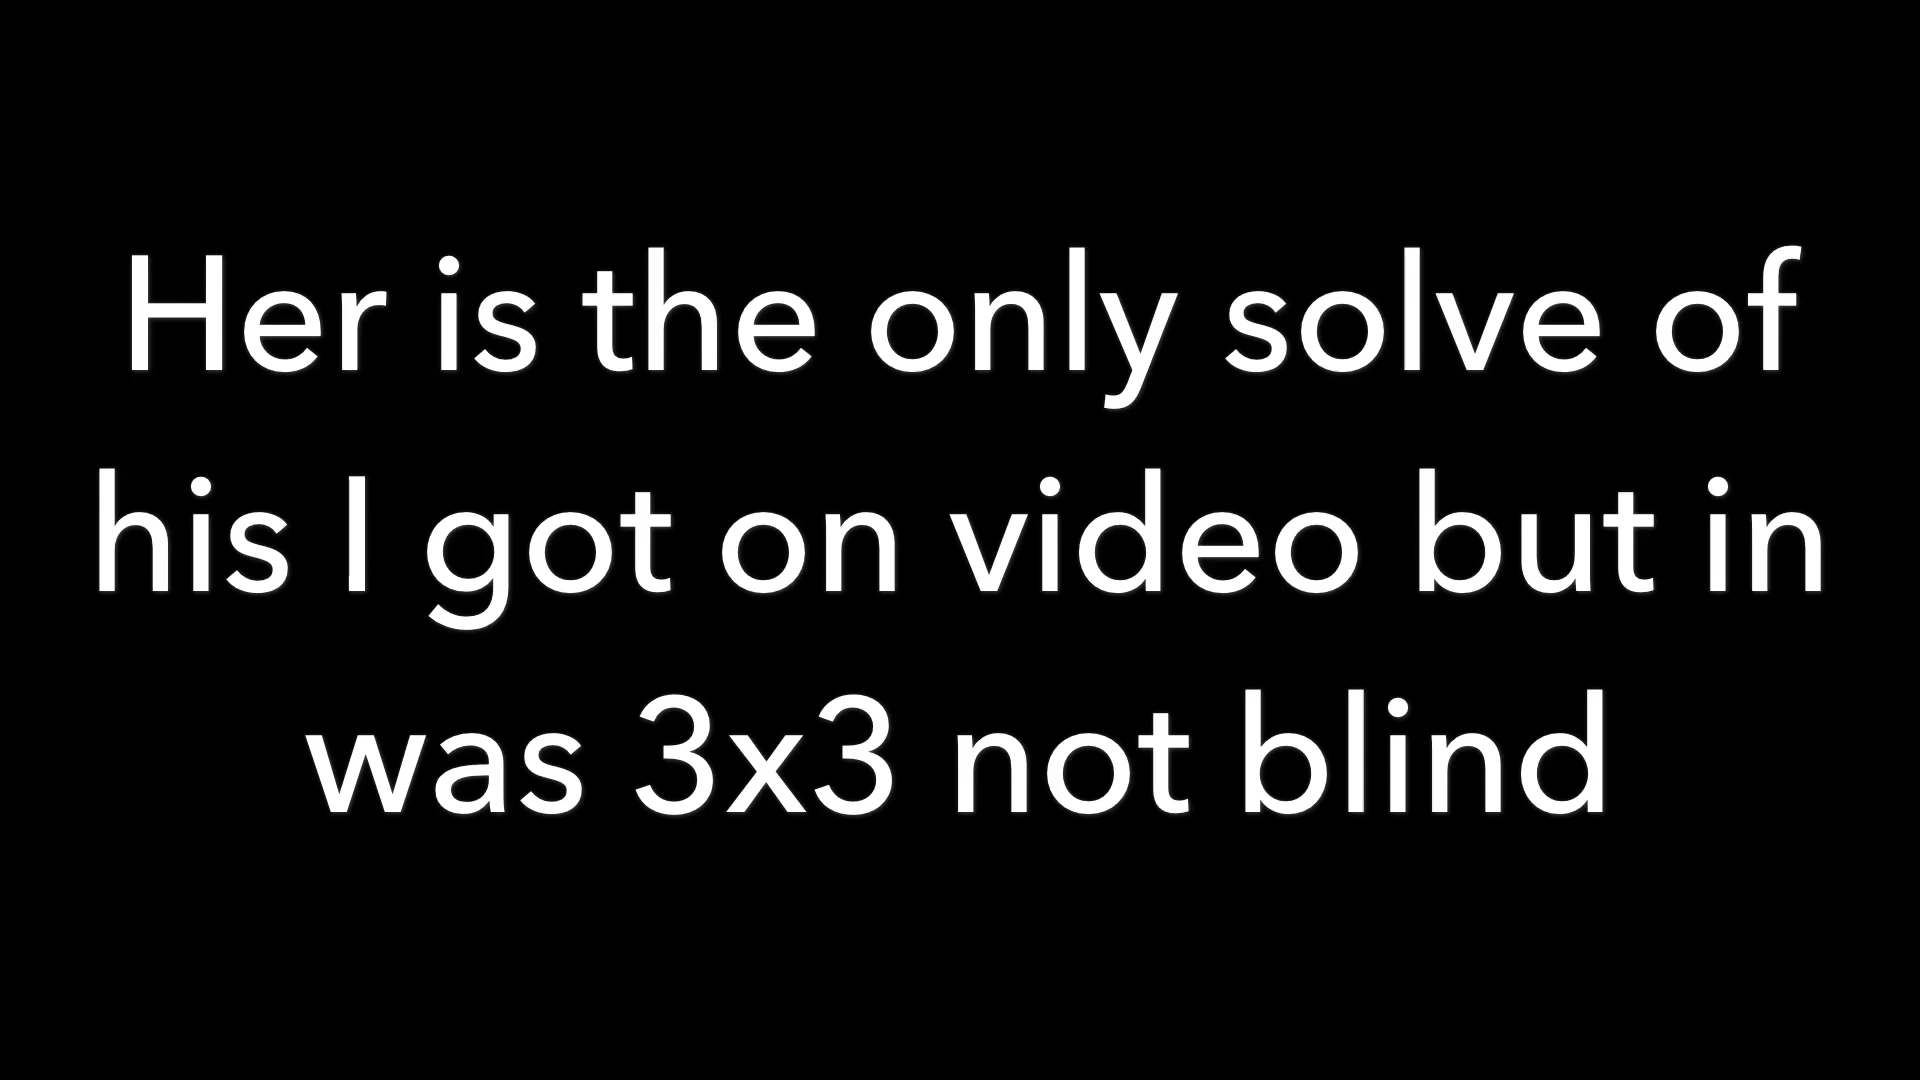 Her is the only solve of
his I got on video but in
was 3x3 not blind